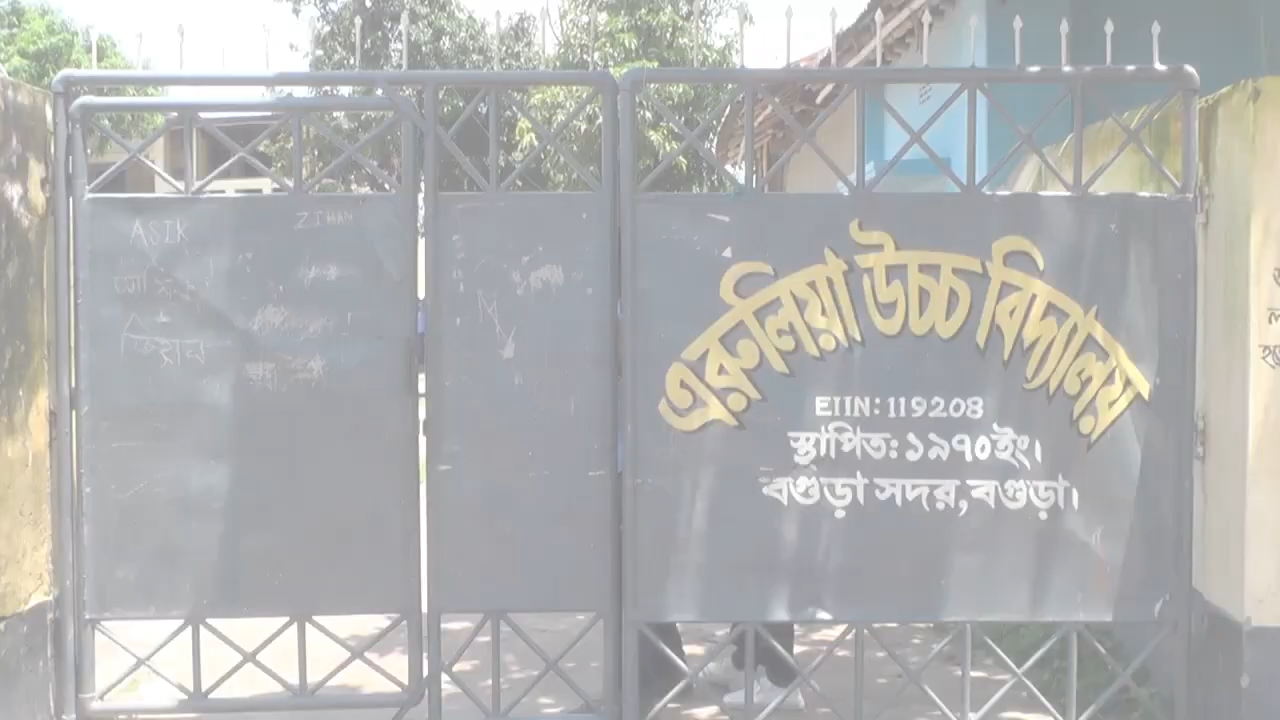 ASIK
ZIHAN
এরুলিয়া উচ্চ বিদ্যালয়
EIIN: 119208
স্থাপিত: ১৯৭০ইং।
বগুড়া সদর, বগুড়া।